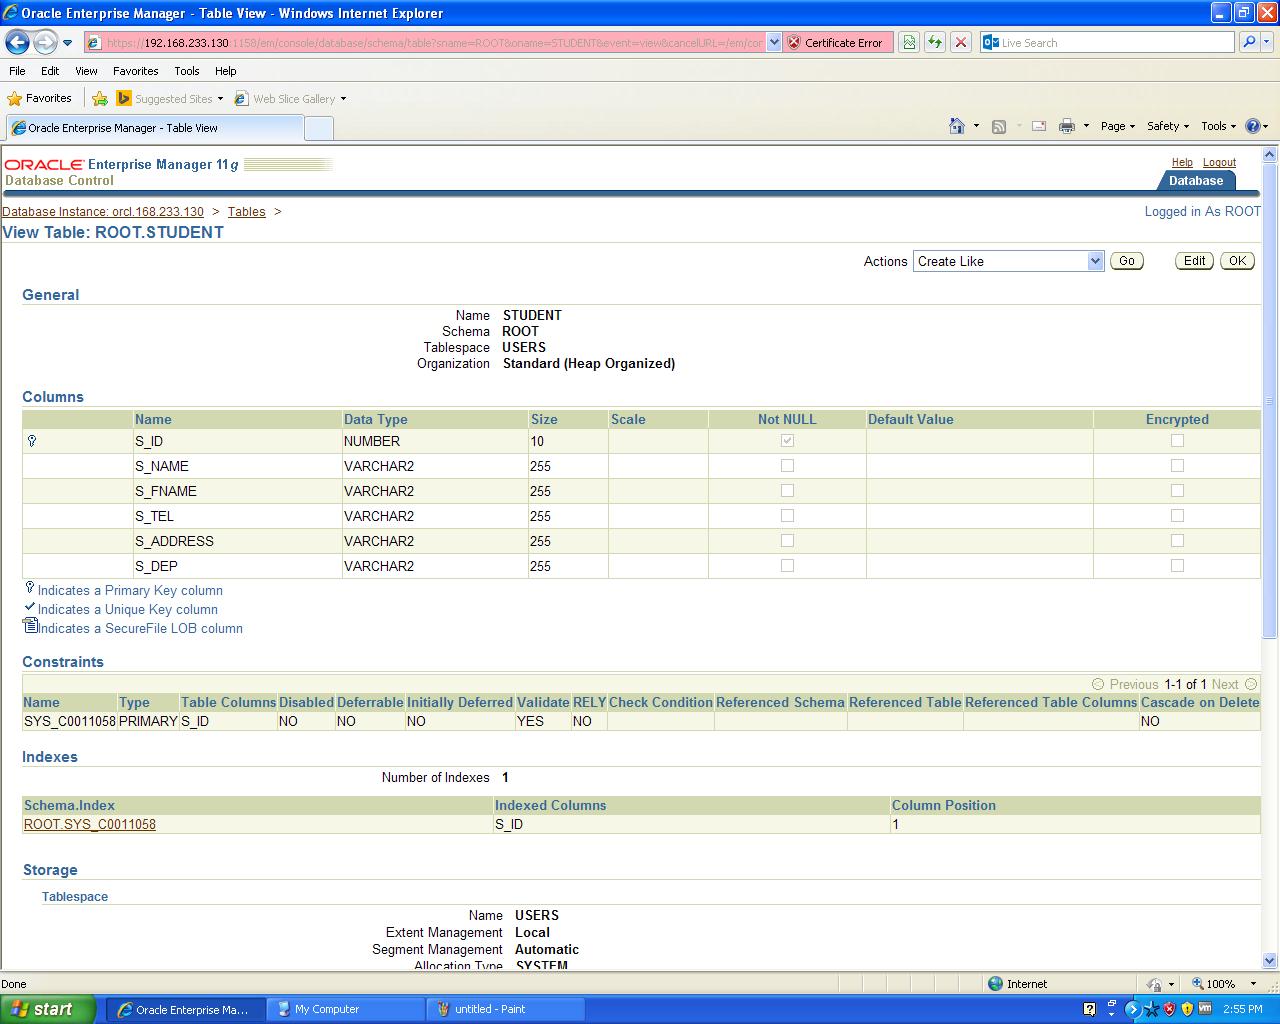 Oracle Enterprise Manager - Table View - Windows Internet Explorer
https://192.168.233.130:1158/em/console/database/schema/table?sname=ROOT&oname=STUDENT&event=view&cancelURL=/em/cor
Certificate Error
Live Search
File Edit View Favorites Tools Help
Favorites Suggested Sites Web Slice Gallery
Oracle Enterprise Manager - Table View
Page Safety Tools
ORACLE Enterprise Manager 11g
Database Control
Help Logout
Database
Database Instance: orcl.168.233.130 > Tables >
Logged in As ROOT
View Table: ROOT.STUDENT
Actions Create Like Go Edit OK
General
Name STUDENT
Schema ROOT
Tablespace USERS
Organization Standard (Heap Organized)
Columns
Name Data Type Size Scale Not NULL Default Value Encrypted
S_ID NUMBER 10
S_NAME VARCHAR2 255
S_FNAME VARCHAR2 255
S_TEL VARCHAR2 255
S_ADDRESS VARCHAR2 255
S_DEP VARCHAR2 255
Indicates a Primary Key column
Indicates a Unique Key column
Indicates a SecureFile LOB column
Constraints
Previous 1-1 of 1 Next
Name Type Table Columns Disabled Deferrable Initially Deferred Validate RELY Check Condition Referenced Schema Referenced Table Referenced Table Columns Cascade on Delete
SYS_C0011058 PRIMARY S_ID NO NO NO YES NO NO
Indexes
Number of Indexes 1
Schema.Index Indexed Columns Column Position
ROOT.SYS_C0011058 S_ID 1
Storage
Tablespace
Name USERS
Extent Management Local
Segment Management Automatic
Allocation Type SYSTEM
Done Internet 100%
start Oracle Enterprise Ma... My Computer untitled - Paint 2:55 PM